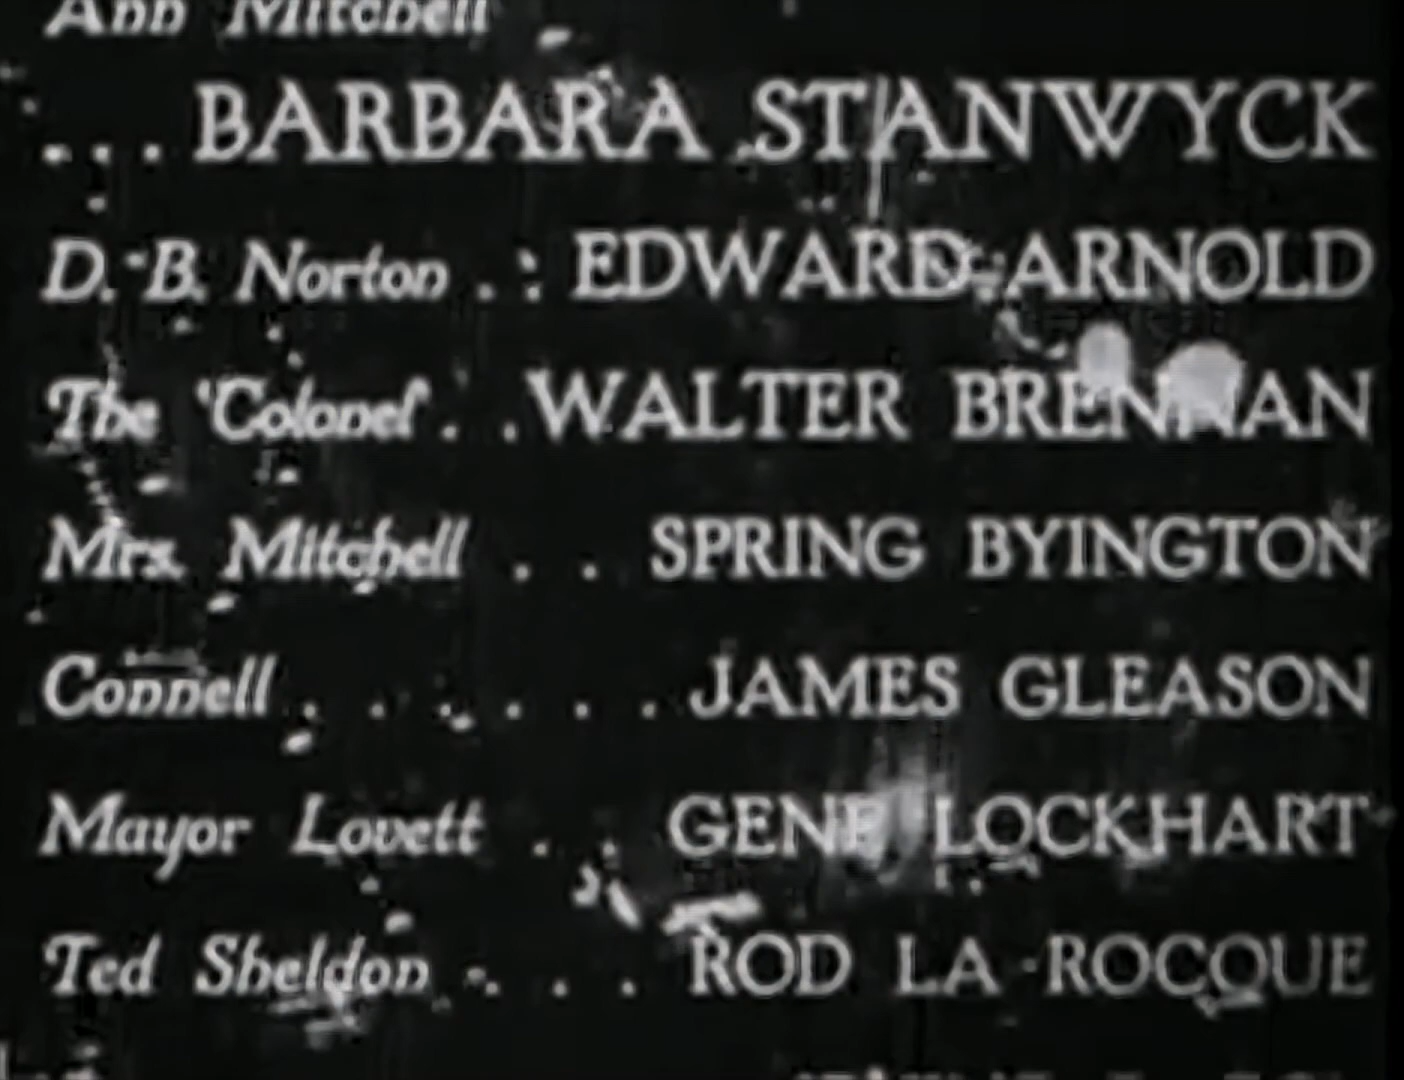 Ann Mitchell
... BARBARA STANWYCK
D. B. Norton . . EDWARD ARNOLD
The "Colonel" . . WALTER BRENNAN
Mrs. Mitchell . . SPRING BYINGTON
Connell . . . . . . JAMES GLEASON
Mayor Lovett . . GENE LOCKHART
Ted Sheldon . . . ROD LA ROCQUE